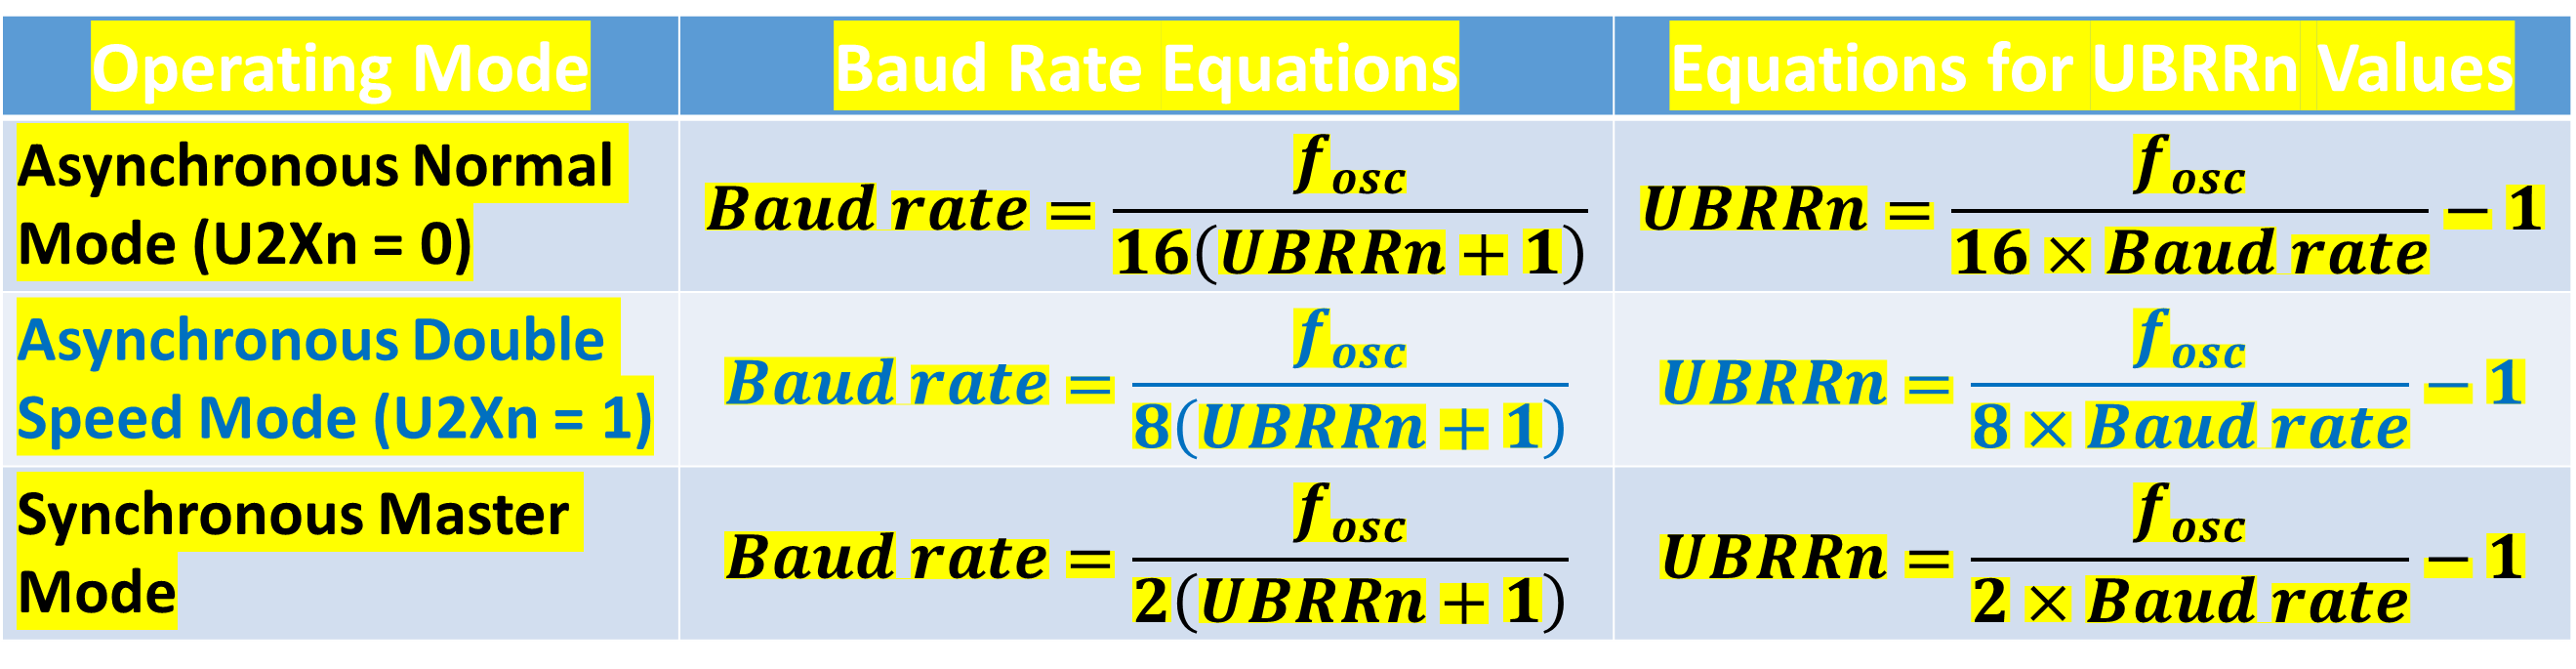 Operating Mode
Baud Rate Equations
Equations for UBRRn Values
Asynchronous Normal
Mode (U2Xn = 0)
Baud rate = f_osc / 16(UBRRn + 1)
UBRRn = f_osc / 16 × Baud rate − 1
Asynchronous Double
Speed Mode (U2Xn = 1)
Baud rate = f_osc / 8(UBRRn + 1)
UBRRn = f_osc / 8 × Baud rate − 1
Synchronous Master
Mode
Baud rate = f_osc / 2(UBRRn + 1)
UBRRn = f_osc / 2 × Baud rate − 1